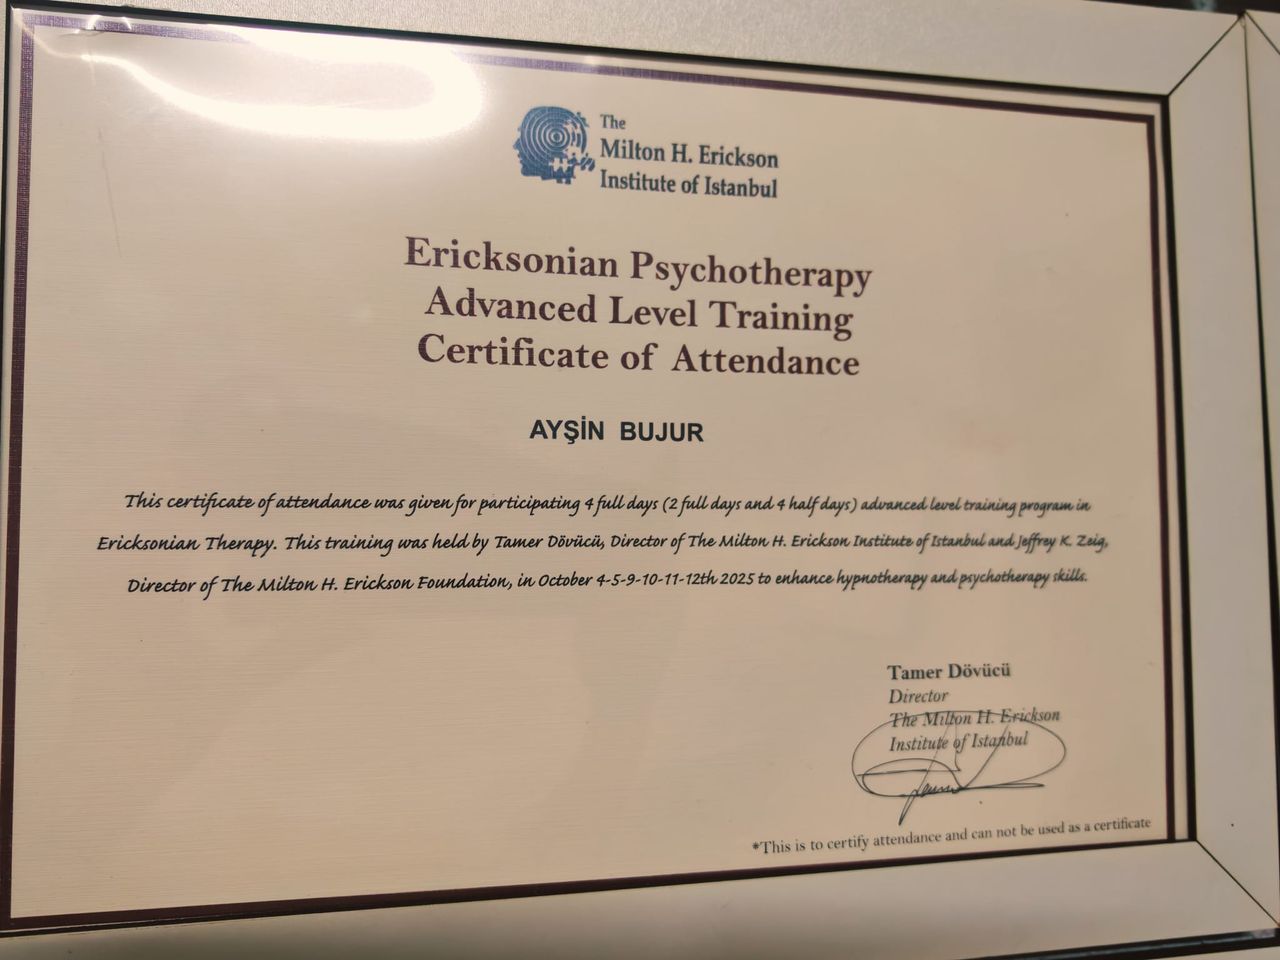 The
Milton H. Erickson
Institute of Istanbul
Ericksonian Psychotherapy
Advanced Level Training
Certificate of Attendance
AYŞİN BUJUR
This certificate of attendance was given for participating 4 full days (2 full days and 4 half days) advanced level training program in
Ericksonian Therapy. This training was held by Tamer Dövücü, Director of The Milton H. Erickson Institute of Istanbul and Jeffrey K. Zeig,
Director of The Milton H. Erickson Foundation, in October 4-5-9-10-11-12th 2025 to enhance hypnotherapy and psychotherapy skills.
Tamer Dövücü
Director
The Milton H. Erickson
Institute of Istanbul
*This is to certify attendance and can not be used as a certificate